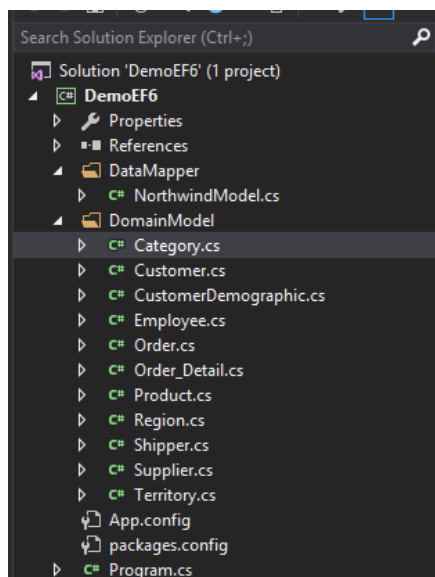 Search Solution Explorer (Ctrl+;)
Solution 'DemoEF6' (1 project)
C# DemoEF6
Properties
References
DataMapper
C# NorthwindModel.cs
DomainModel
C# Category.cs
C# Customer.cs
C# CustomerDemographic.cs
C# Employee.cs
C# Order.cs
C# Order_Detail.cs
C# Product.cs
C# Region.cs
C# Shipper.cs
C# Supplier.cs
C# Territory.cs
App.config
packages.config
C# Program.cs